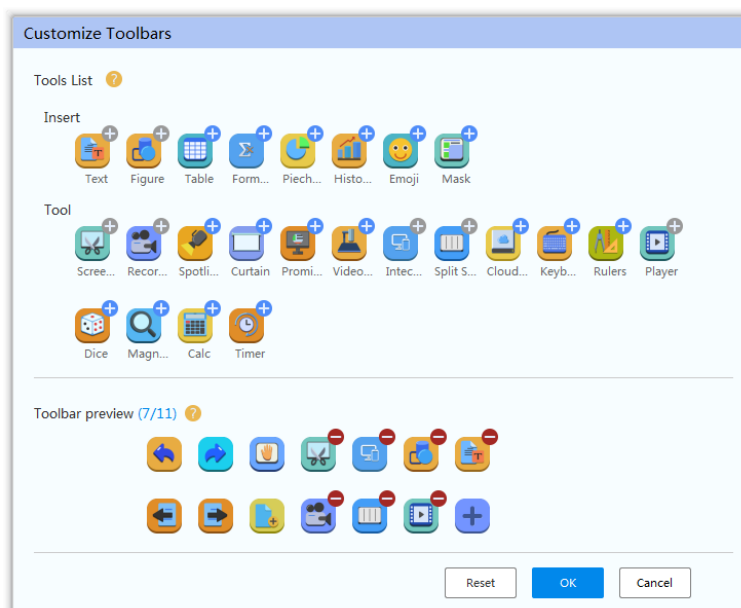 Customize Toolbars
Tools List ?
Insert
Text Figure Table Form... Piech... Histo... Emoji Mask
Tool
Scree... Recor... Spotli... Curtain Promi... Video... Intec... Split S... Cloud... Keyb... Rulers Player
Dice Magn... Calc Timer
Toolbar preview (7/11) ?
Reset OK Cancel